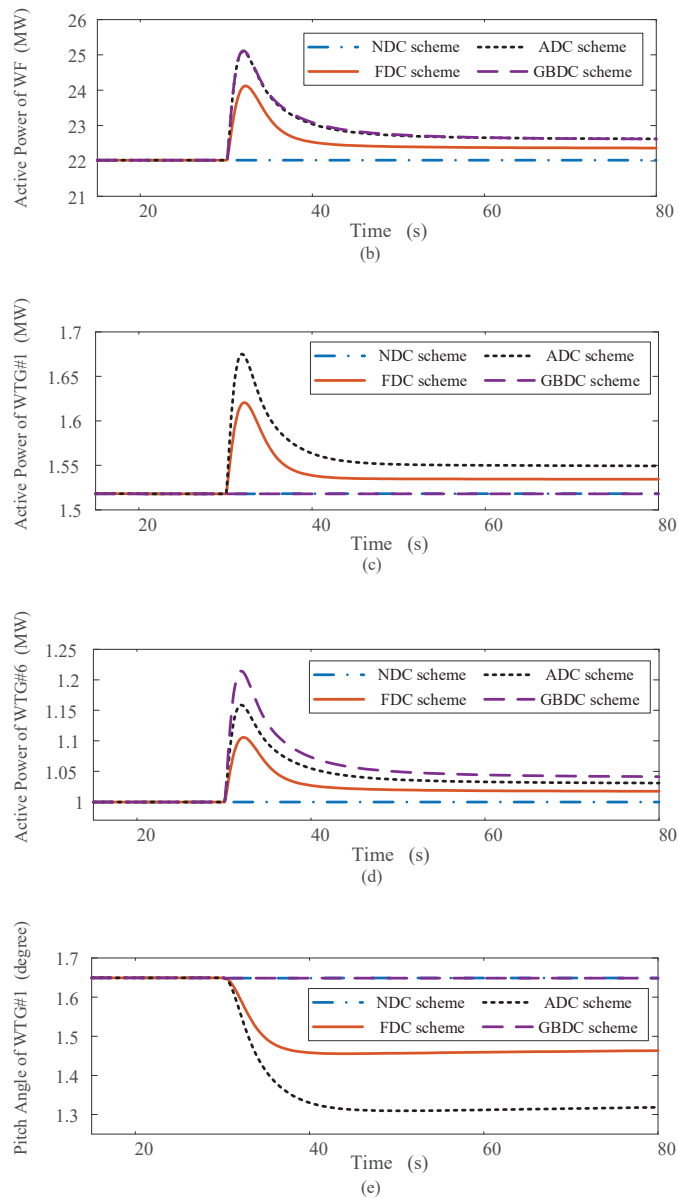 Active Power of WF (MW)
26
25
24
23
22
21
NDC scheme
ADC scheme
FDC scheme
GBDC scheme
20
40
60
80
Time (s)
(b)
Active Power of WTG#1 (MW)
1.7
1.65
1.6
1.55
1.5
NDC scheme
ADC scheme
FDC scheme
GBDC scheme
20
40
60
80
Time (s)
(c)
Active Power of WTG#6 (MW)
1.25
1.2
1.15
1.1
1.05
1
NDC scheme
ADC scheme
FDC scheme
GBDC scheme
20
40
60
80
Time (s)
(d)
Pitch Angle of WTG#1 (degree)
1.7
1.6
1.5
1.4
1.3
NDC scheme
ADC scheme
FDC scheme
GBDC scheme
20
40
60
80
Time (s)
(e)